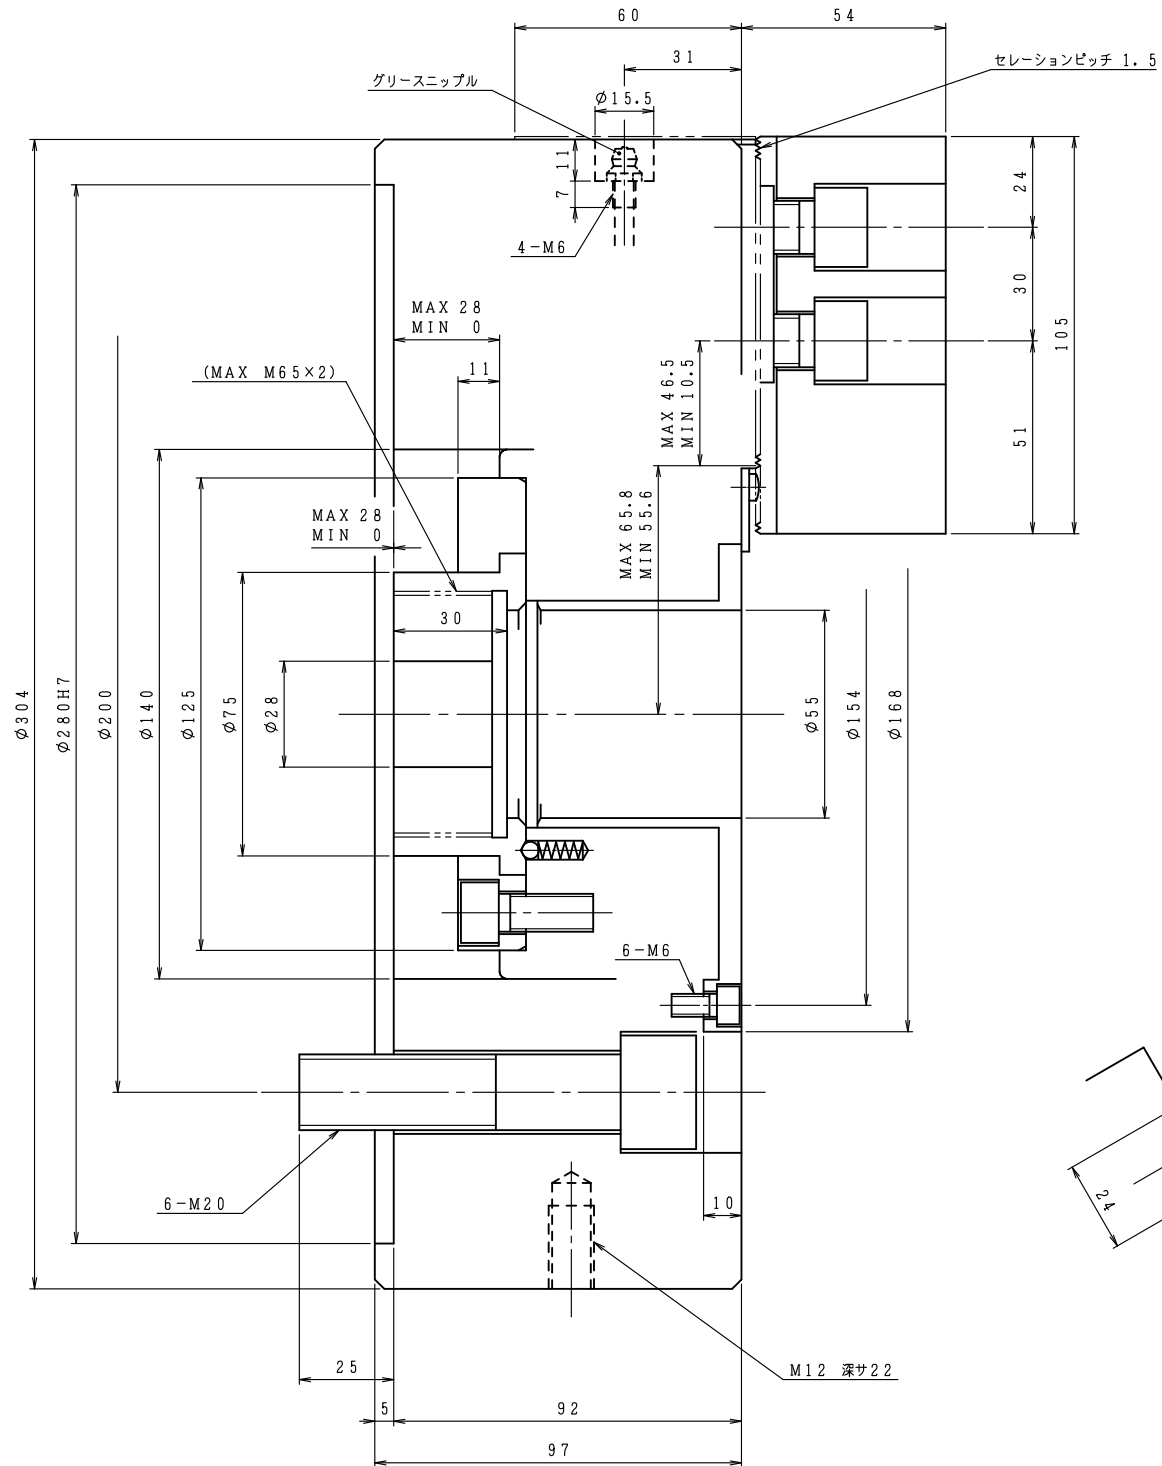 60
54
31
セレーションピッチ 1.5
グリースニップル
φ15.5
11
7
4-M6
24
30
105
51
MAX 28
MIN 0
(MAX M65×2)
11
MAX 46.5
MIN 10.5
MAX 28
MIN 0
MAX 65.8
MIN 55.6
30
φ304
φ280H7
φ200
φ140
φ125
φ75
φ28
φ55
φ154
φ168
6-M6
6-M20
10
24
25
M12 深サ22
5
92
97